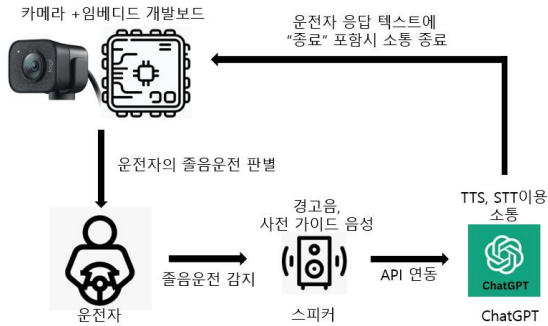 카메라 +임베디드 개발보드
운전자 응답 텍스트에
“종료” 포함시 소통 종료
운전자의 졸음운전 판별
경고음,
사전 가이드 음성
TTS, STT이용
소통
ChatGPT
졸음운전 감지
API 연동
운전자
스피커
ChatGPT